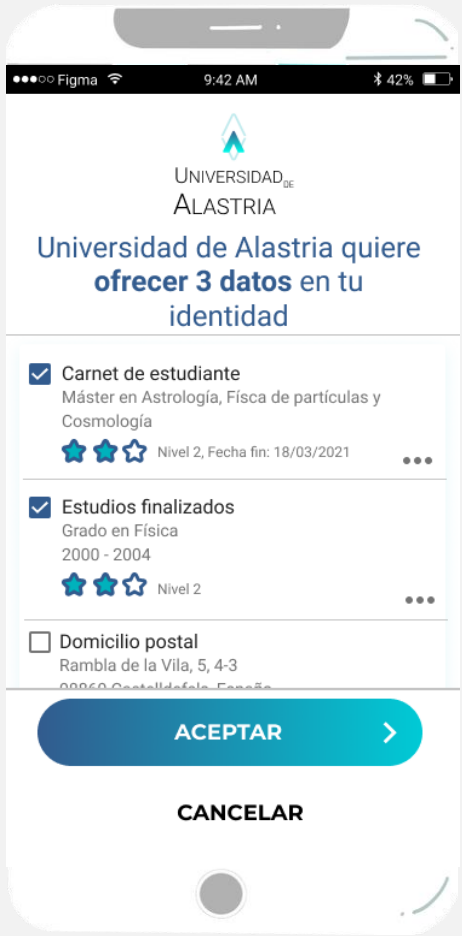 Figma 9:42 AM 42%
UNIVERSIDAD DE
ALASTRIA
Universidad de Alastria quiere
ofrecer 3 datos en tu
identidad
Carnet de estudiante
Máster en Astrología, Físca de partículas y
Cosmología
Nivel 2, Fecha fin: 18/03/2021
Estudios finalizados
Grado en Física
2000 - 2004
Nivel 2
Domicilio postal
Rambla de la Vila, 5, 4-3
ACEPTAR
CANCELAR